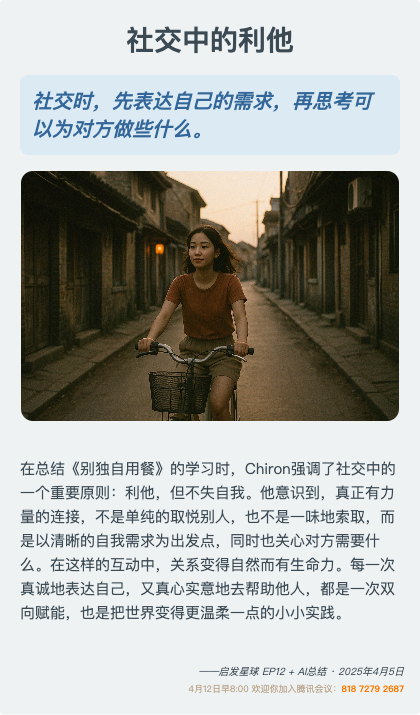 社交中的利他
社交时，先表达自己的需求，再思考可
以为对方做些什么。
在总结《别独自用餐》的学习时，Chiron强调了社交中的
一个重要原则：利他，但不失自我。他意识到，真正有力
量的连接，不是单纯的取悦别人，也不是一味地索取，而
是以清晰的自我需求为出发点，同时也关心对方需要什
么。在这样的互动中，关系变得自然而有生命力。每一次
真诚地表达自己，又真心实意地去帮助他人，都是一次双
向赋能，也是把世界变得更温柔一点的小小实践。
——启发星球 EP12 + AI总结 · 2025年4月5日
4月12日早8:00 欢迎你加入腾讯会议：818 7279 2687